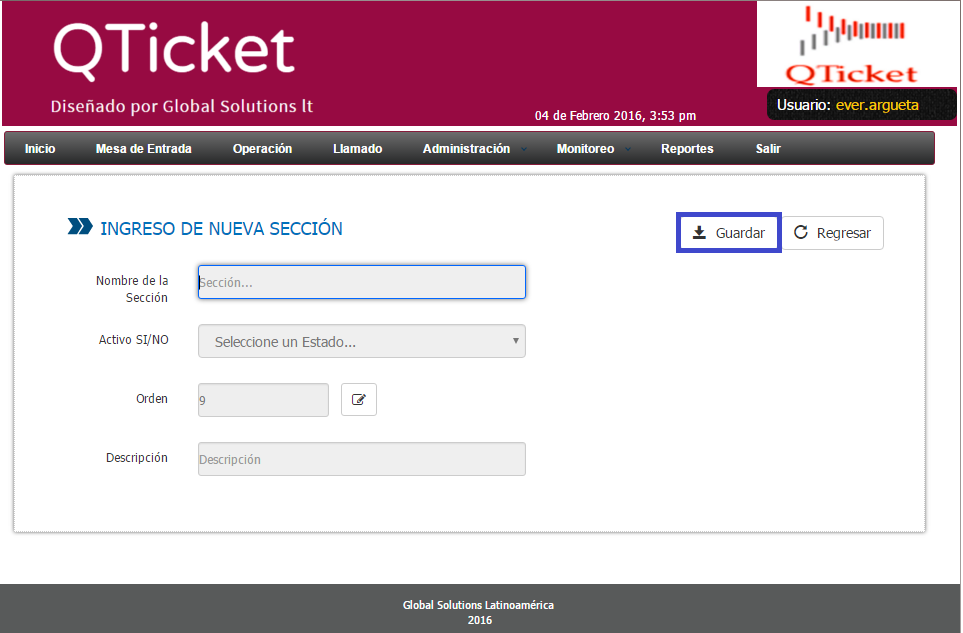 QTicket
Diseñado por Global Solutions lt
04 de Febrero 2016, 3:53 pm
QTicket
Usuario: ever.argueta
Inicio Mesa de Entrada Operación Llamado Administración Monitoreo Reportes Salir
INGRESO DE NUEVA SECCIÓN
Guardar Regresar
Nombre de la
Sección
Sección...
Activo SI/NO
Seleccione un Estado...
Orden
9
Descripción
Descripción
Global Solutions Latinoamérica
2016